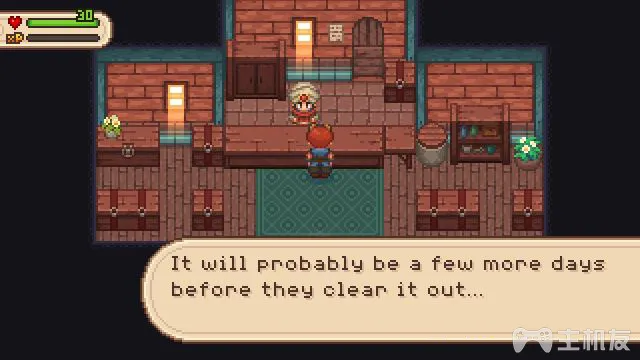 30
XP
It will probably be a few more days
before they clear it out...
主机友